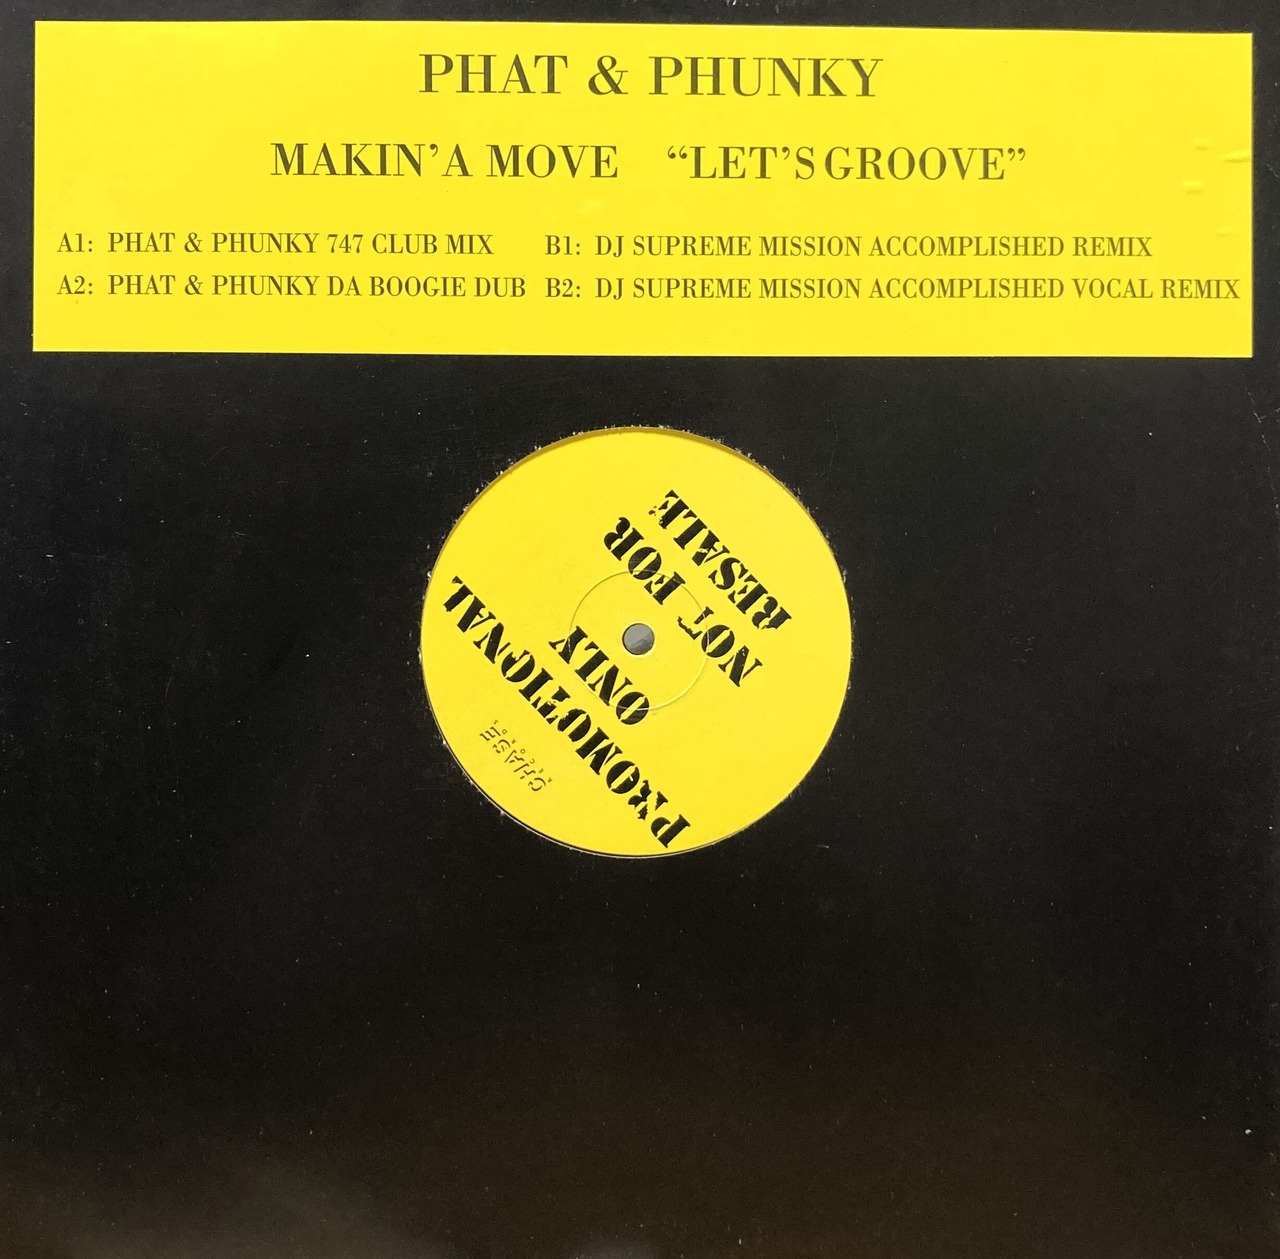 PHAT & PHUNKY
MAKIN' A MOVE “LET'S GROOVE”
A1: PHAT & PHUNKY 747 CLUB MIX B1: DJ SUPREME MISSION ACCOMPLISHED REMIX
A2: PHAT & PHUNKY DA BOOGIE DUB B2: DJ SUPREME MISSION ACCOMPLISHED VOCAL REMIX
CHASE
PROMOTIONAL
ONLY
NOT FOR
RESALE